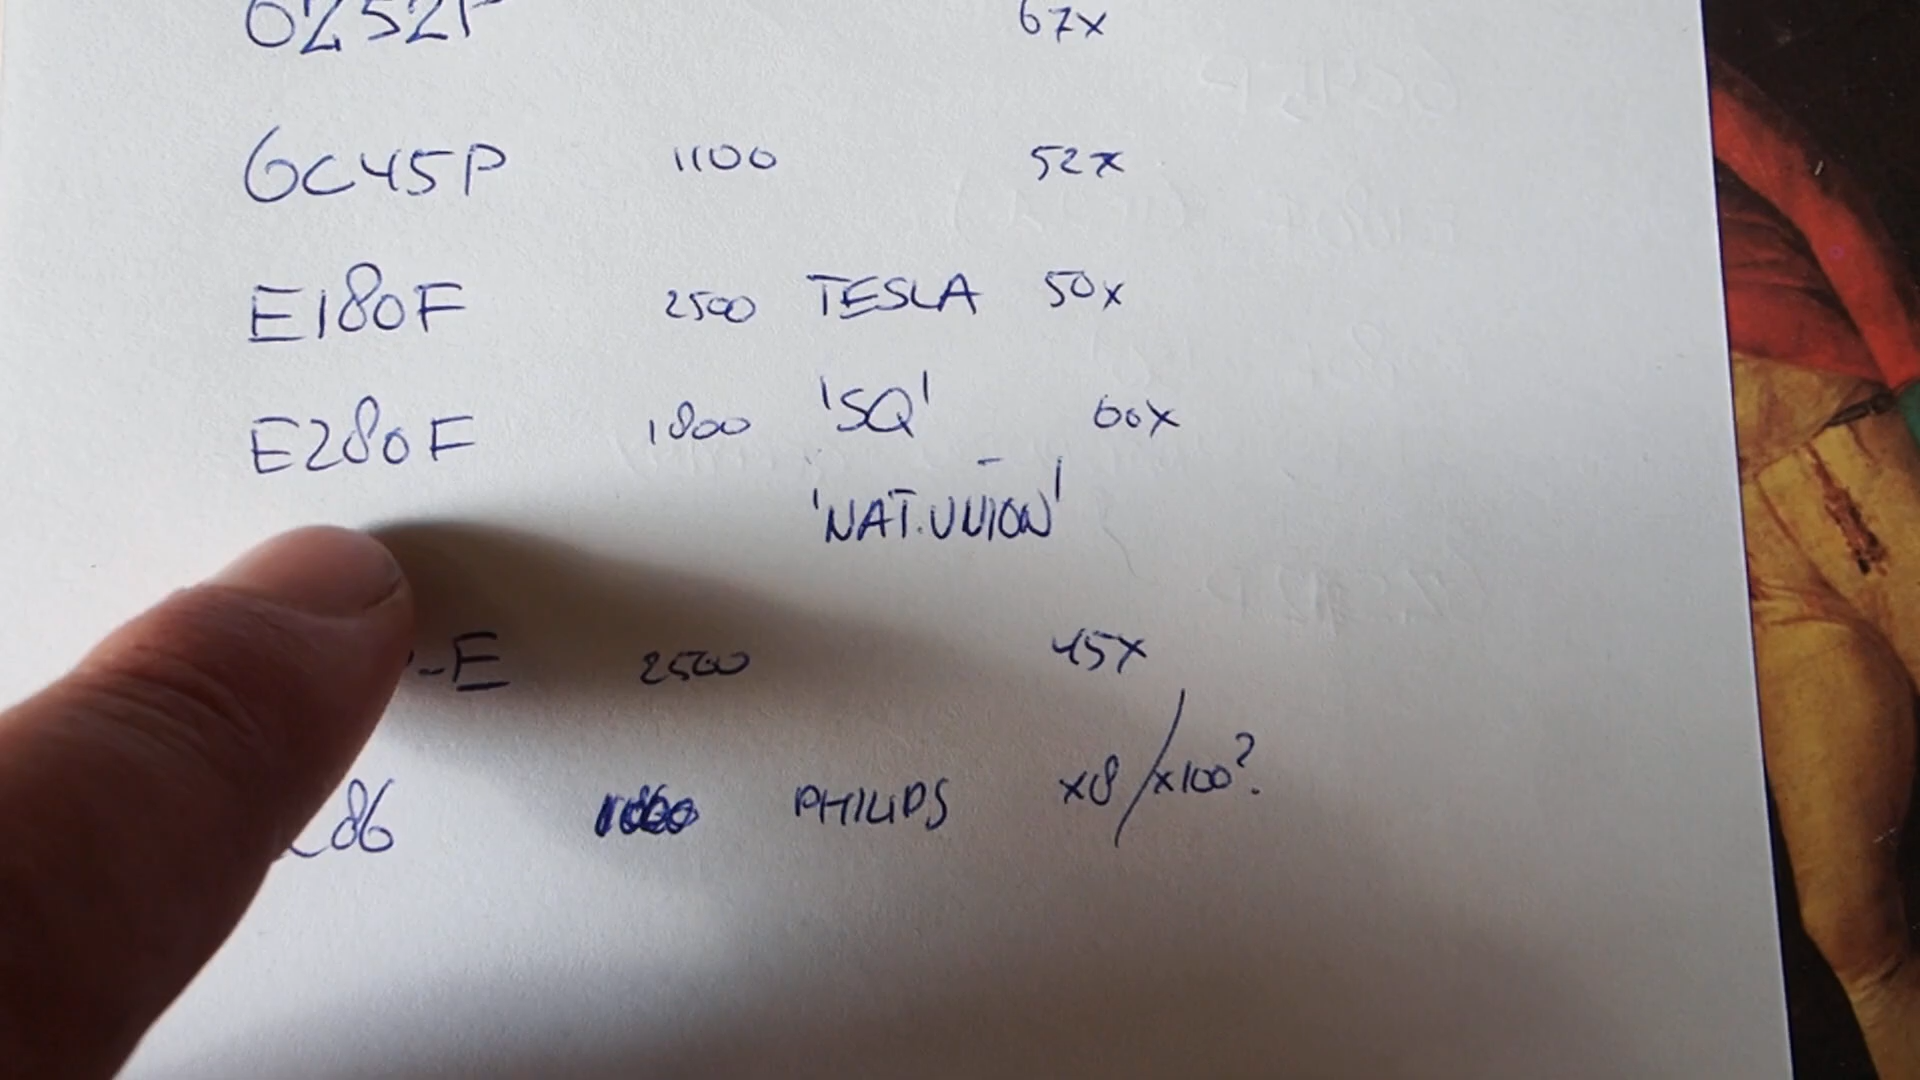 6Z52P 67x
6C45P 1100 52x
E180F 2500 TESLA 50x
E280F 1800 'SQ' 60x
'NAT.UNION'
-E 2500 45x
86 PHILIPS x8/x100?